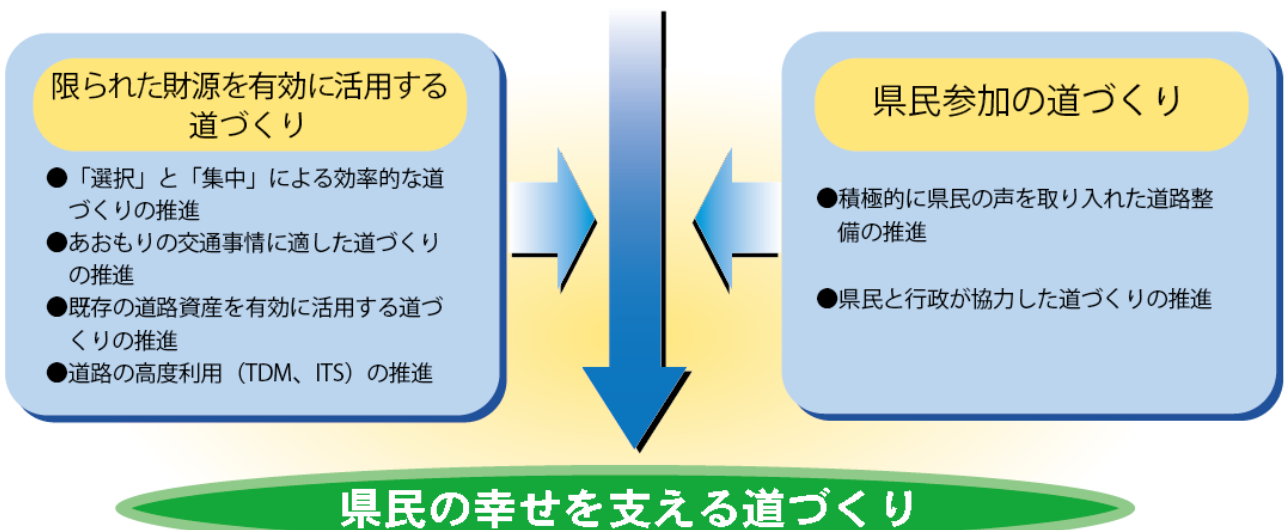 限られた財源を有効に活用する
道づくり
●「選択」と「集中」による効率的な道
づくりの推進
●あおもりの交通事情に適した道づくり
の推進
●既存の道路資産を有効に活用する道づ
くりの推進
●道路の高度利用（TDM、ITS）の推進
県民参加の道づくり
●積極的に県民の声を取り入れた道路整
備の推進
●県民と行政が協力した道づくりの推進
県民の幸せを支える道づくり